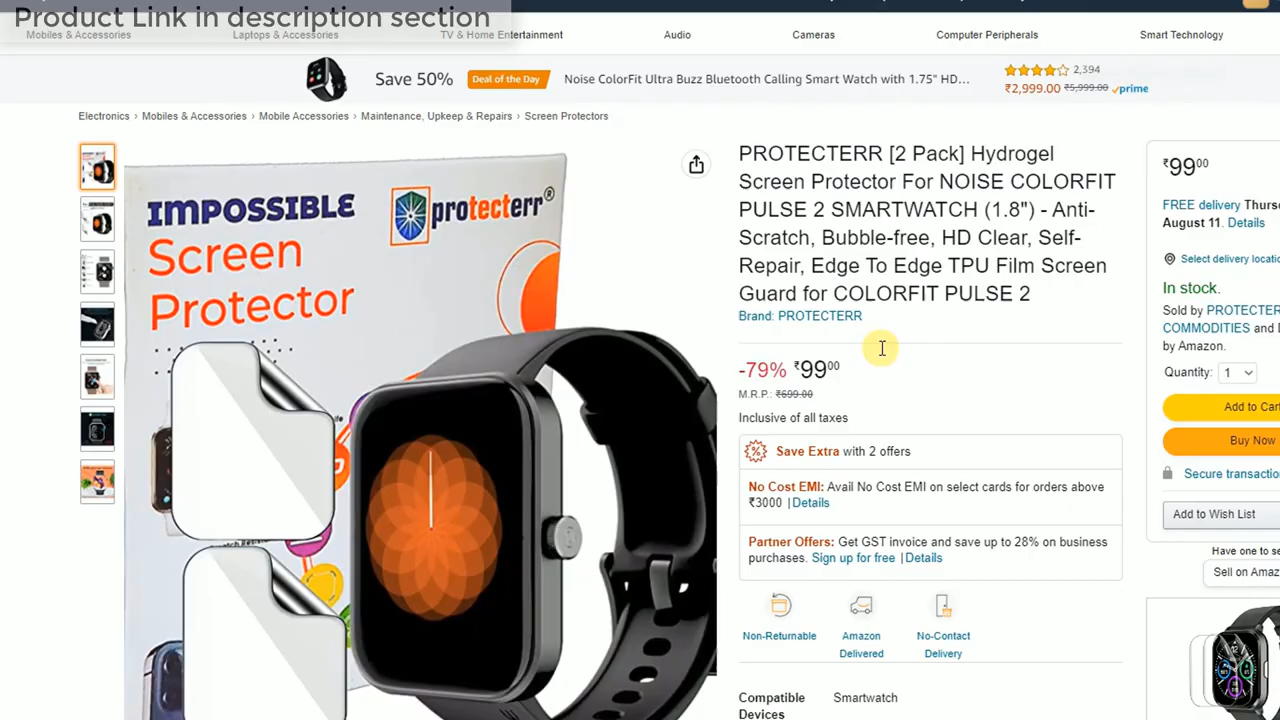 Product Link in description section
Mobiles & Accessories
Laptops & Accessories
TV & Home Entertainment
Audio
Cameras
Computer Peripherals
Smart Technology
Save 50%
Deal of the Day
Noise ColorFit Ultra Buzz Bluetooth Calling Smart Watch with 1.75" HD...
2,394
₹2,999.00 ₹5,999.00 prime
Electronics › Mobiles & Accessories › Mobile Accessories › Maintenance, Upkeep & Repairs › Screen Protectors
IMPOSSIBLE
Screen
Protector
protecterr®
PROTECTERR [2 Pack] Hydrogel
Screen Protector For NOISE COLORFIT
PULSE 2 SMARTWATCH (1.8") - Anti-
Scratch, Bubble-free, HD Clear, Self-
Repair, Edge To Edge TPU Film Screen
Guard for COLORFIT PULSE 2
Brand: PROTECTERR
-79% ₹9900
M.R.P.: ₹699.00
Inclusive of all taxes
Save Extra with 2 offers
No Cost EMI: Avail No Cost EMI on select cards for orders above
₹3000 |Details
Partner Offers: Get GST invoice and save up to 28% on business
purchases. Sign up for free |Details
Non-Returnable
Amazon
Delivered
No-Contact
Delivery
Compatible
Devices
Smartwatch
₹9900
FREE delivery Thurs
August 11. Details
Select delivery locatio
In stock.
Sold by PROTECTER
COMMODITIES and
by Amazon.
Quantity: 1
Add to Cart
Buy Now
Secure transactio
Add to Wish List
Have one to se
Sell on Amaz